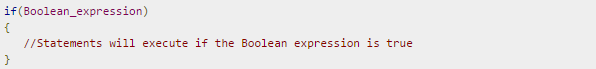 if(Boolean_expression)
{
   //Statements will execute if the Boolean expression is true
}